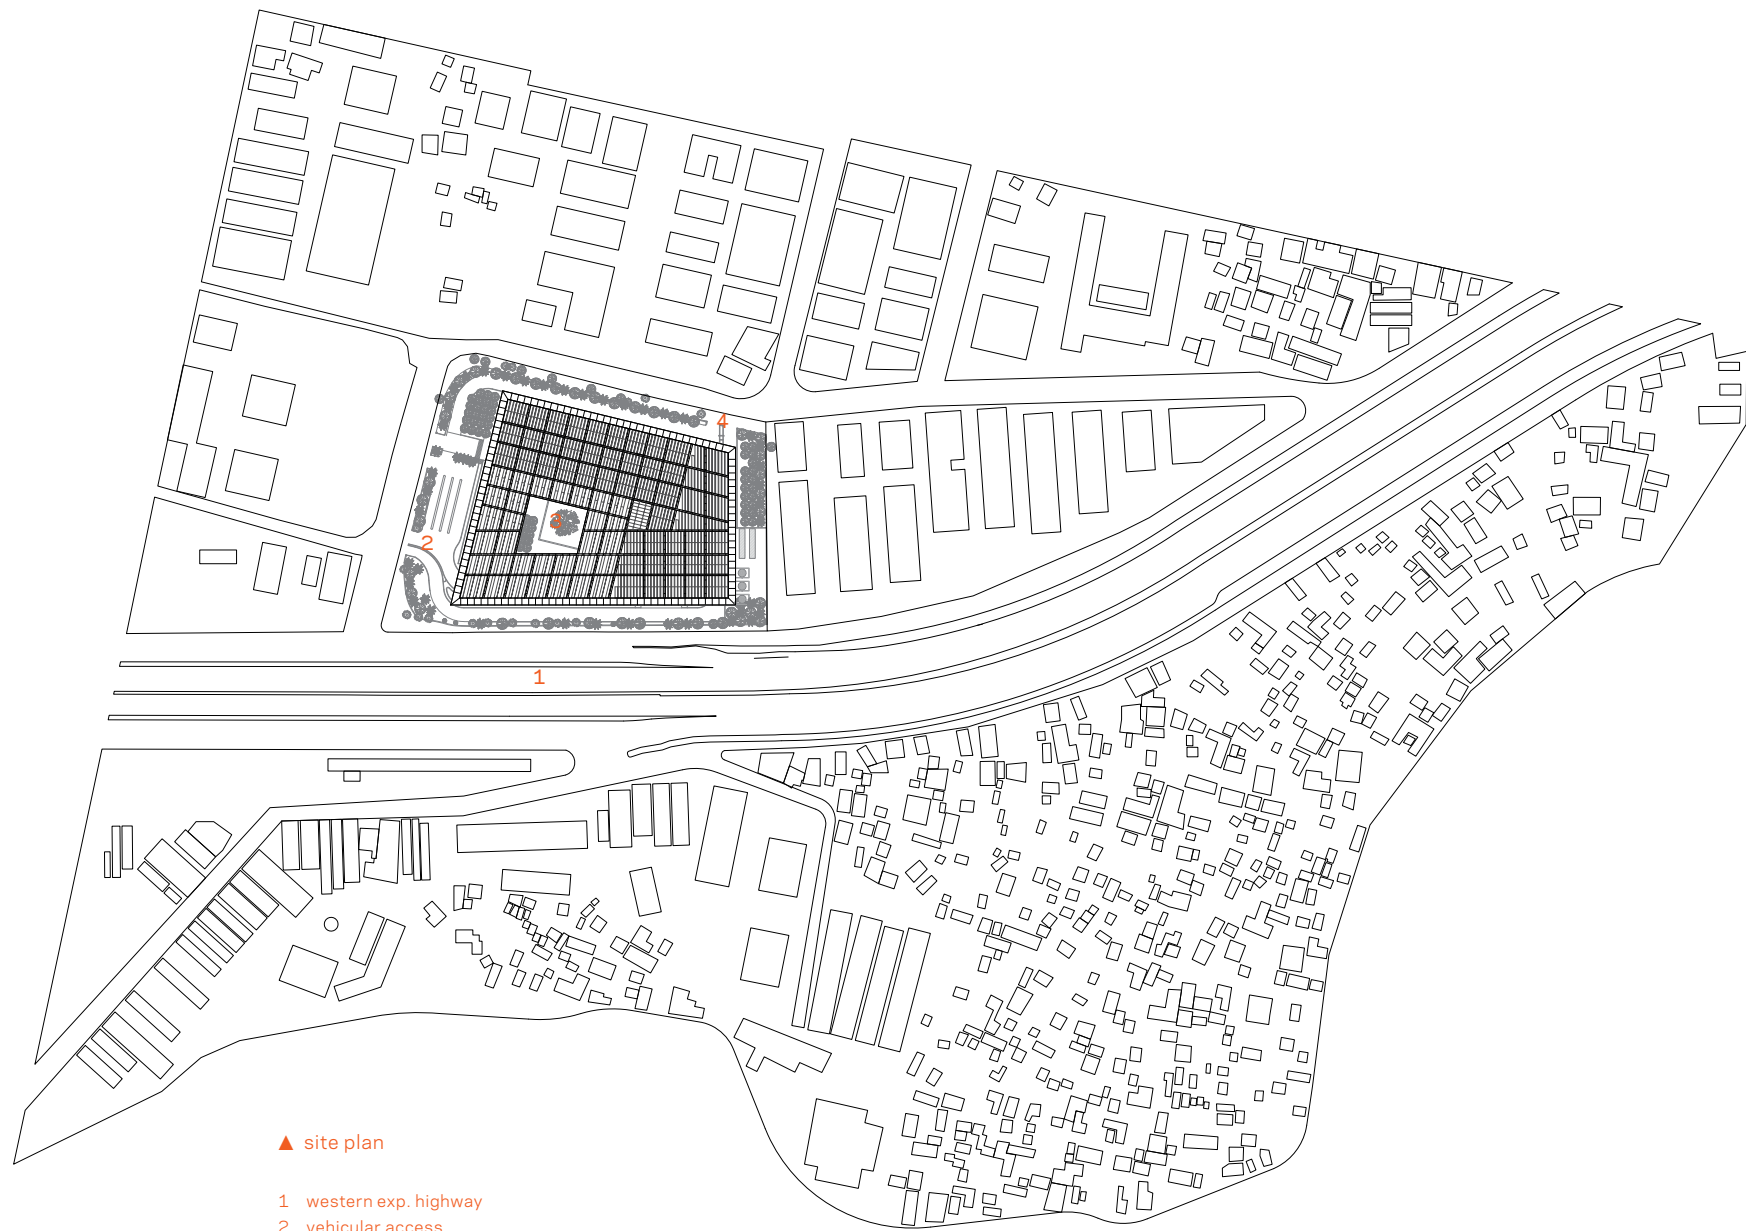 4
3
2
1
▲ site plan
1 western exp. highway
2 vehicular access